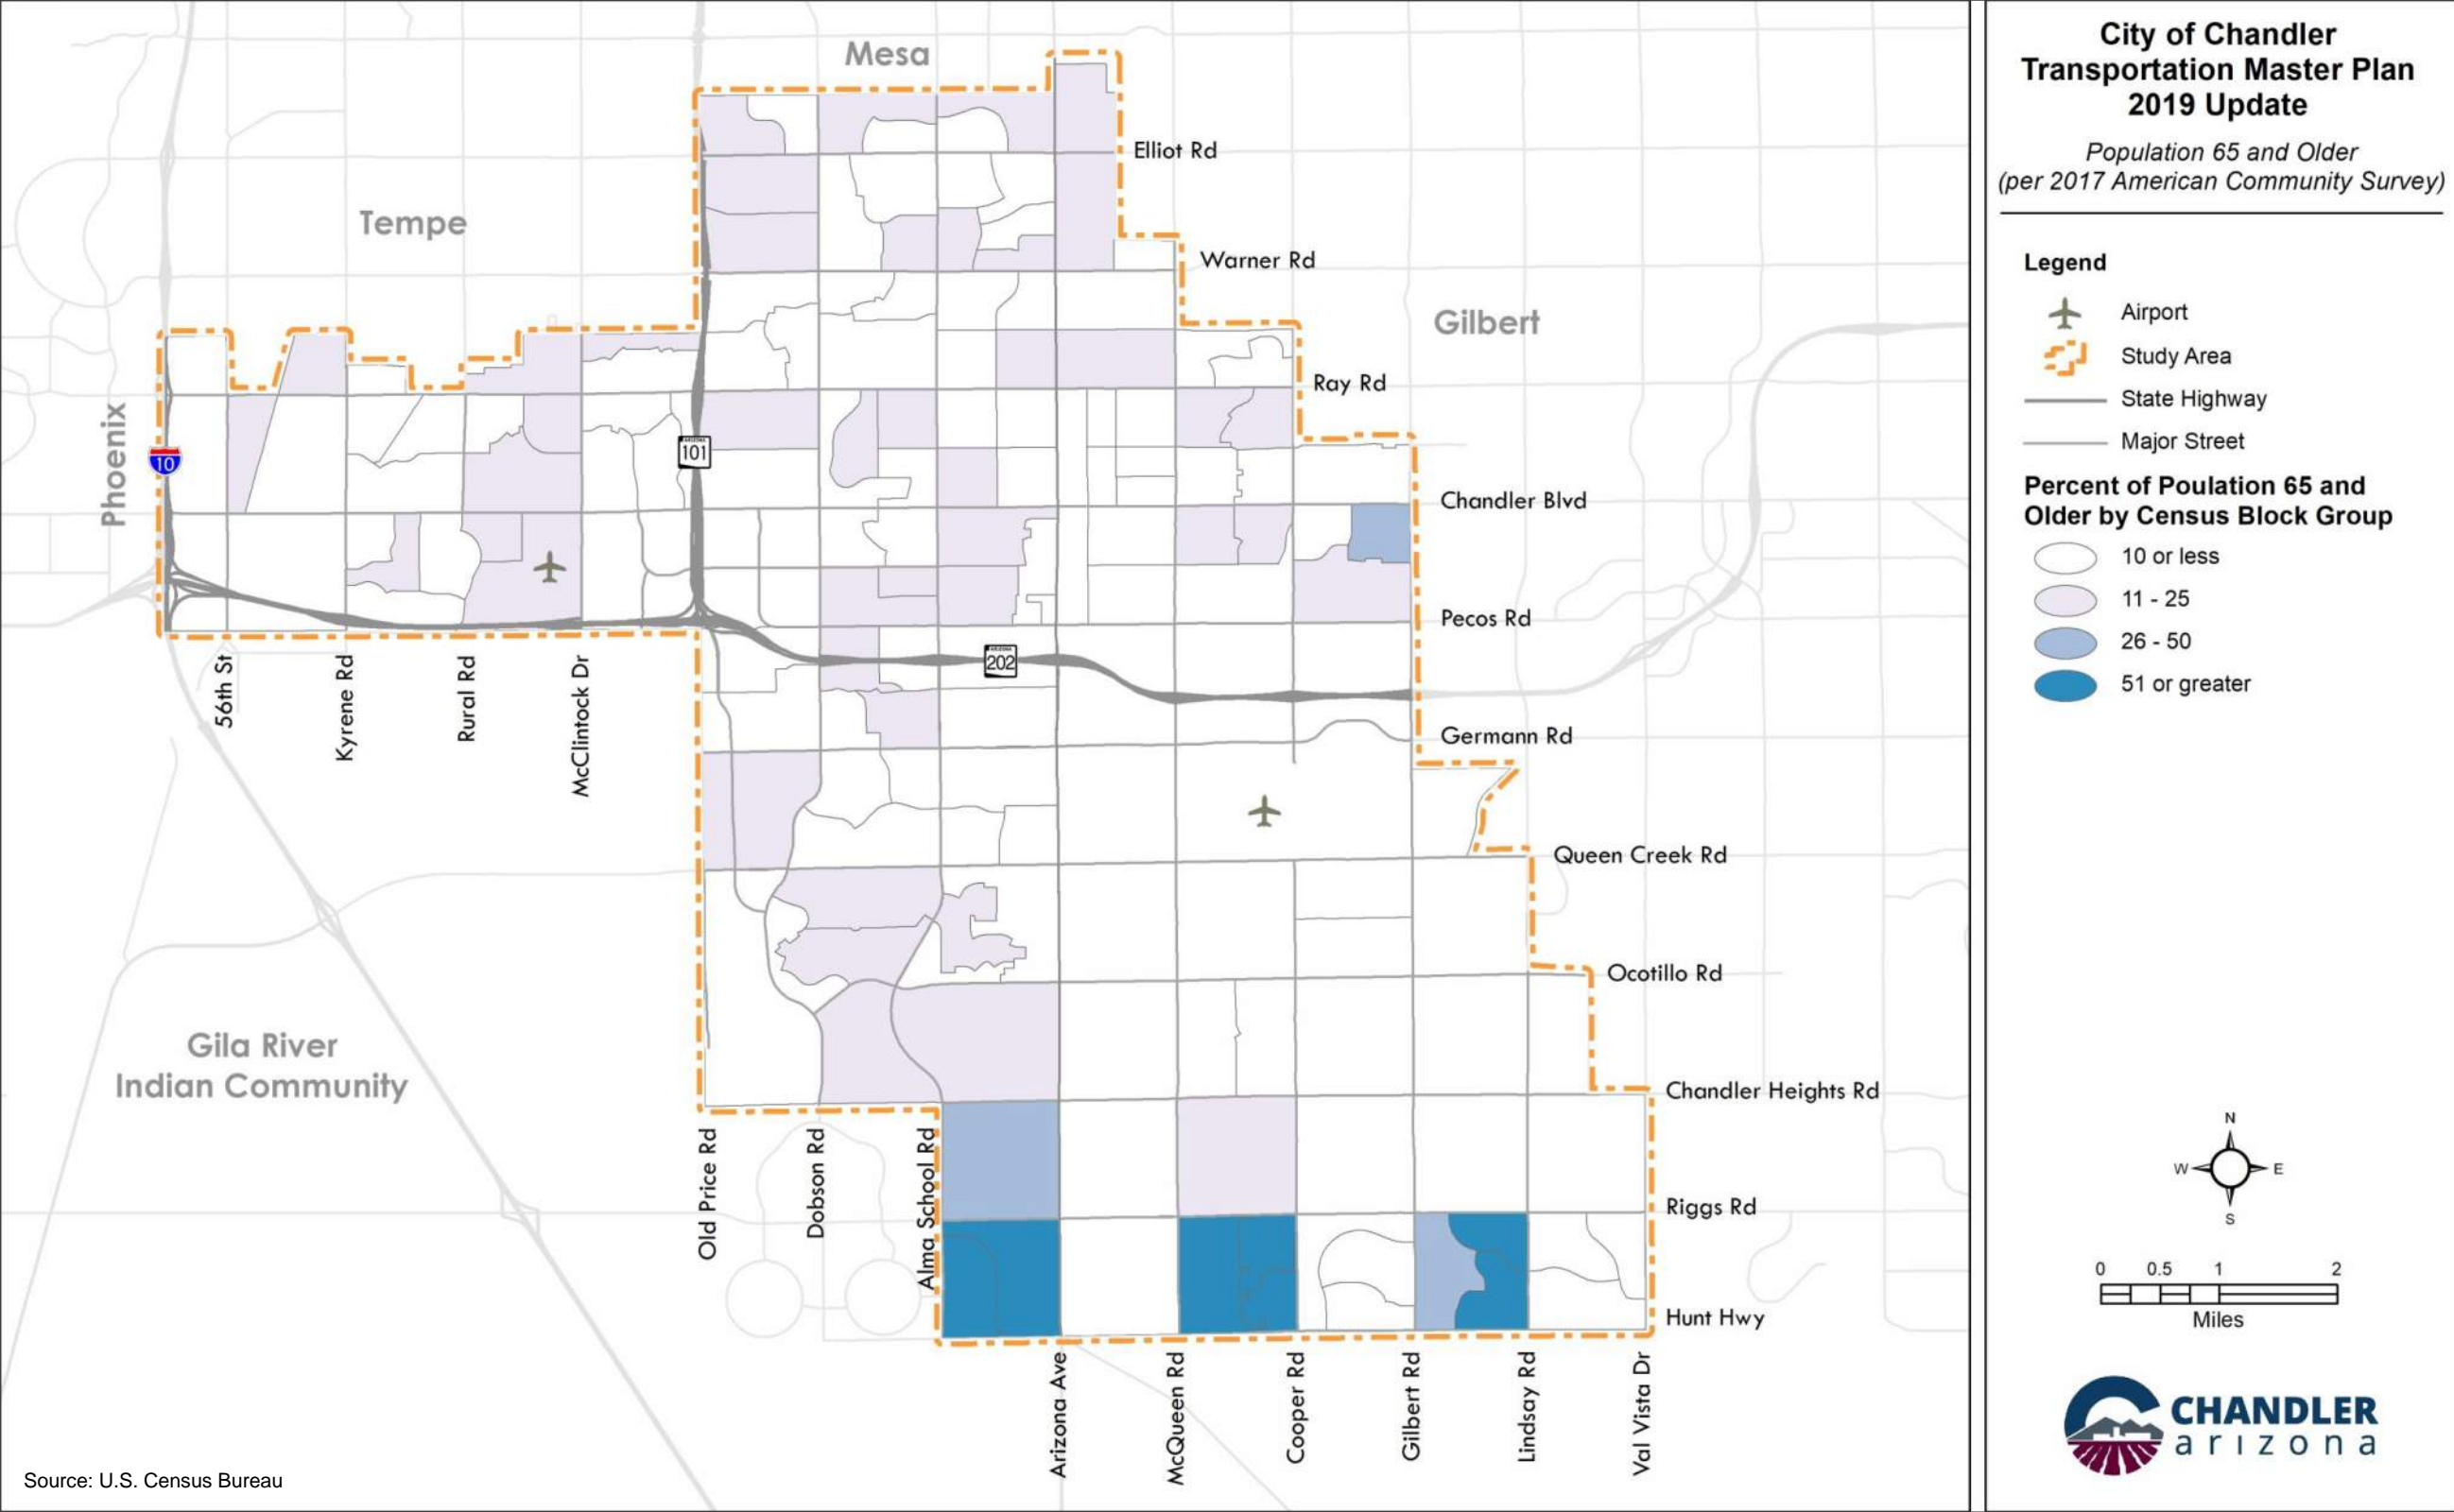 Mesa
Elliot Rd
Tempe
Warner Rd
Gilbert
Ray Rd
Phoenix
10
ARIZONA
101
Chandler Blvd
Pecos Rd
ARIZONA
202
56th St
Kyrene Rd
Rural Rd
McClintock Dr
Germann Rd
Queen Creek Rd
Ocotillo Rd
Gila River
Indian Community
Chandler Heights Rd
Old Price Rd
Dobson Rd
Alma School Rd
Riggs Rd
Hunt Hwy
Arizona Ave
McQueen Rd
Cooper Rd
Gilbert Rd
Lindsay Rd
Val Vista Dr
Source: U.S. Census Bureau
City of Chandler
Transportation Master Plan
2019 Update
Population 65 and Older
(per 2017 American Community Survey)
Legend
Airport
Study Area
State Highway
Major Street
Percent of Poulation 65 and
Older by Census Block Group
10 or less
11 - 25
26 - 50
51 or greater
N
W E
S
0 0.5 1 2
Miles
CHANDLER
arizona